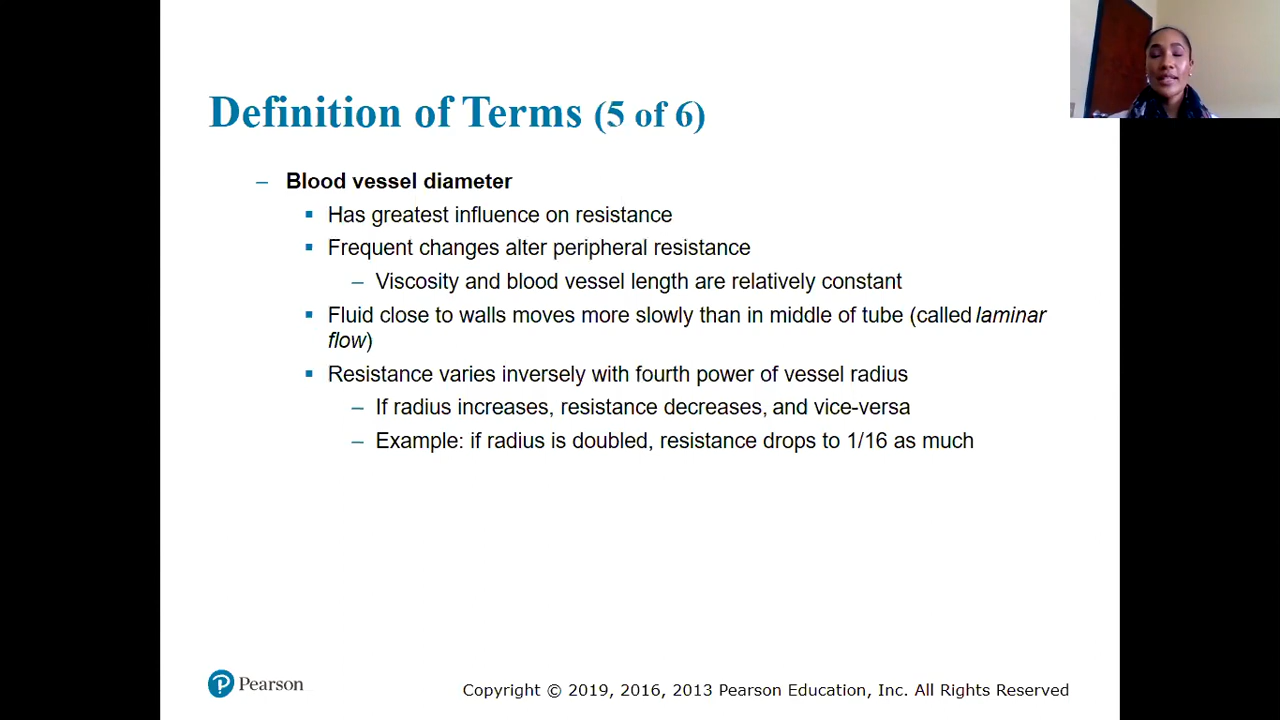 Definition of Terms (5 of 6)
– Blood vessel diameter
▪ Has greatest influence on resistance
▪ Frequent changes alter peripheral resistance
– Viscosity and blood vessel length are relatively constant
▪ Fluid close to walls moves more slowly than in middle of tube (called laminar
flow)
▪ Resistance varies inversely with fourth power of vessel radius
– If radius increases, resistance decreases, and vice-versa
– Example: if radius is doubled, resistance drops to 1/16 as much
P Pearson
Copyright © 2019, 2016, 2013 Pearson Education, Inc. All Rights Reserved